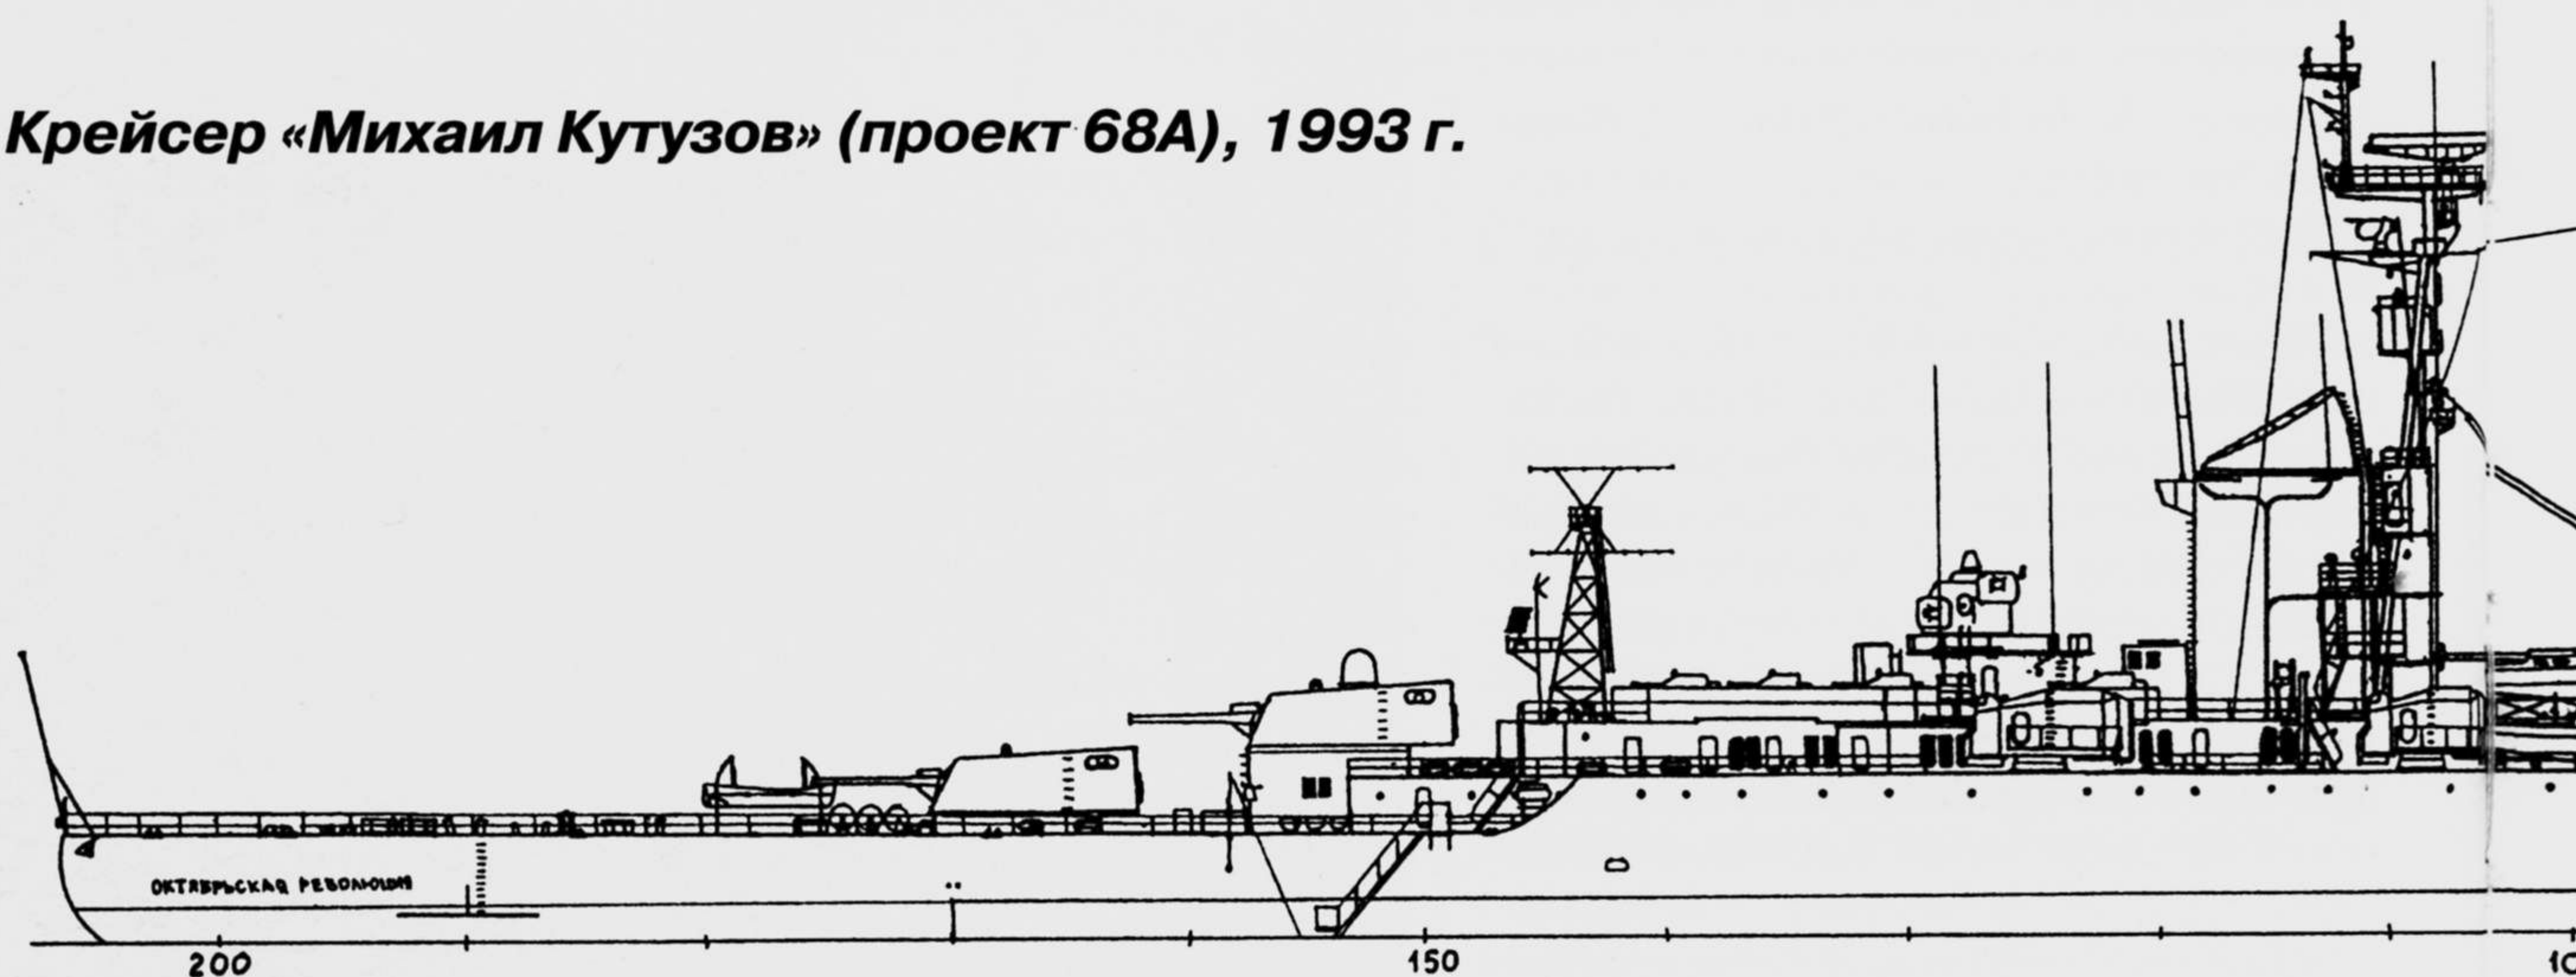 Крейсер «Михаил Кутузов» (проект 68А), 1993 г.
ОКТЯБРЬСКАЯ РЕВОЛЮЦИЯ
200
150